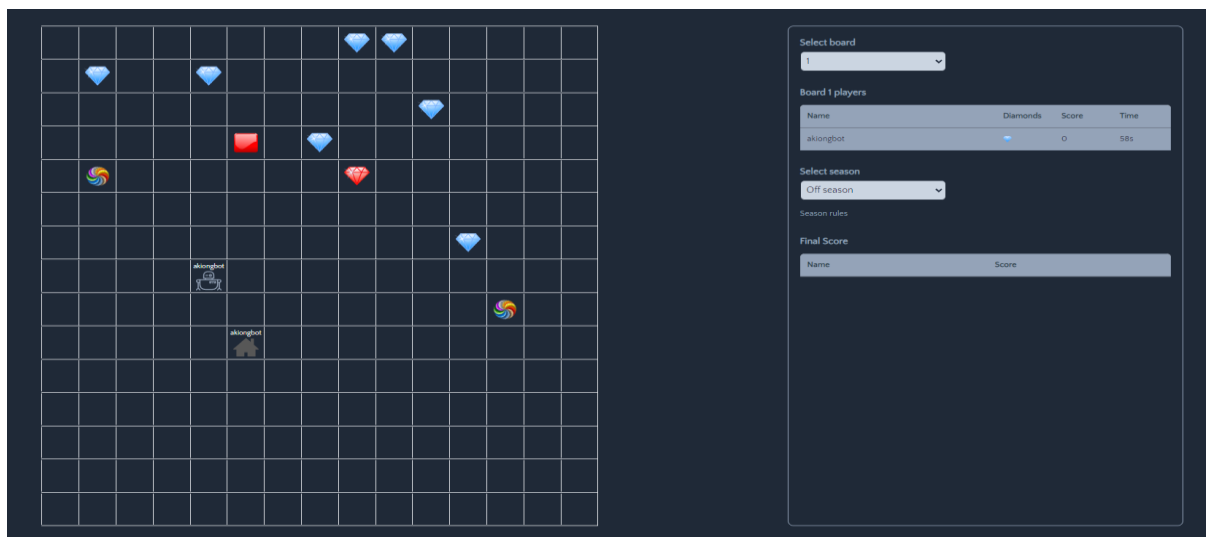 akiongbot
akiongbot
Select board
1
Board 1 players
Name Diamonds Score Time
akiongbot 0 58s
Select season
Off season
Season rules
Final Score
Name Score